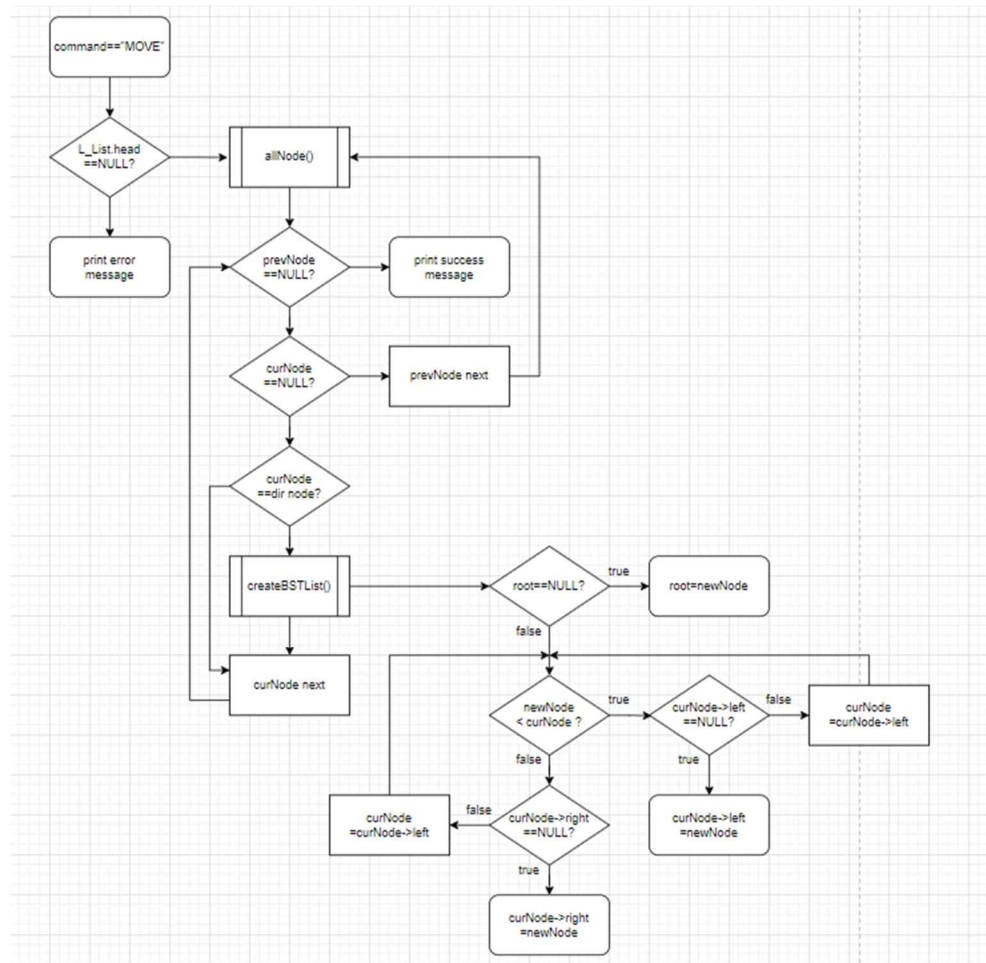 command=="MOVE"
L_List.head
==NULL?
allNode()
print error
message
prevNode
==NULL?
print success
message
curNode
==NULL?
prevNode next
curNode
==dir node?
createBSTList()
root==NULL?
true
root=newNode
false
curNode next
newNode
< curNode ?
true
curNode->left
==NULL?
false
curNode
=curNode->left
false
true
curNode
=curNode->left
false
curNode->right
==NULL?
curNode->left
=newNode
true
curNode->right
=newNode